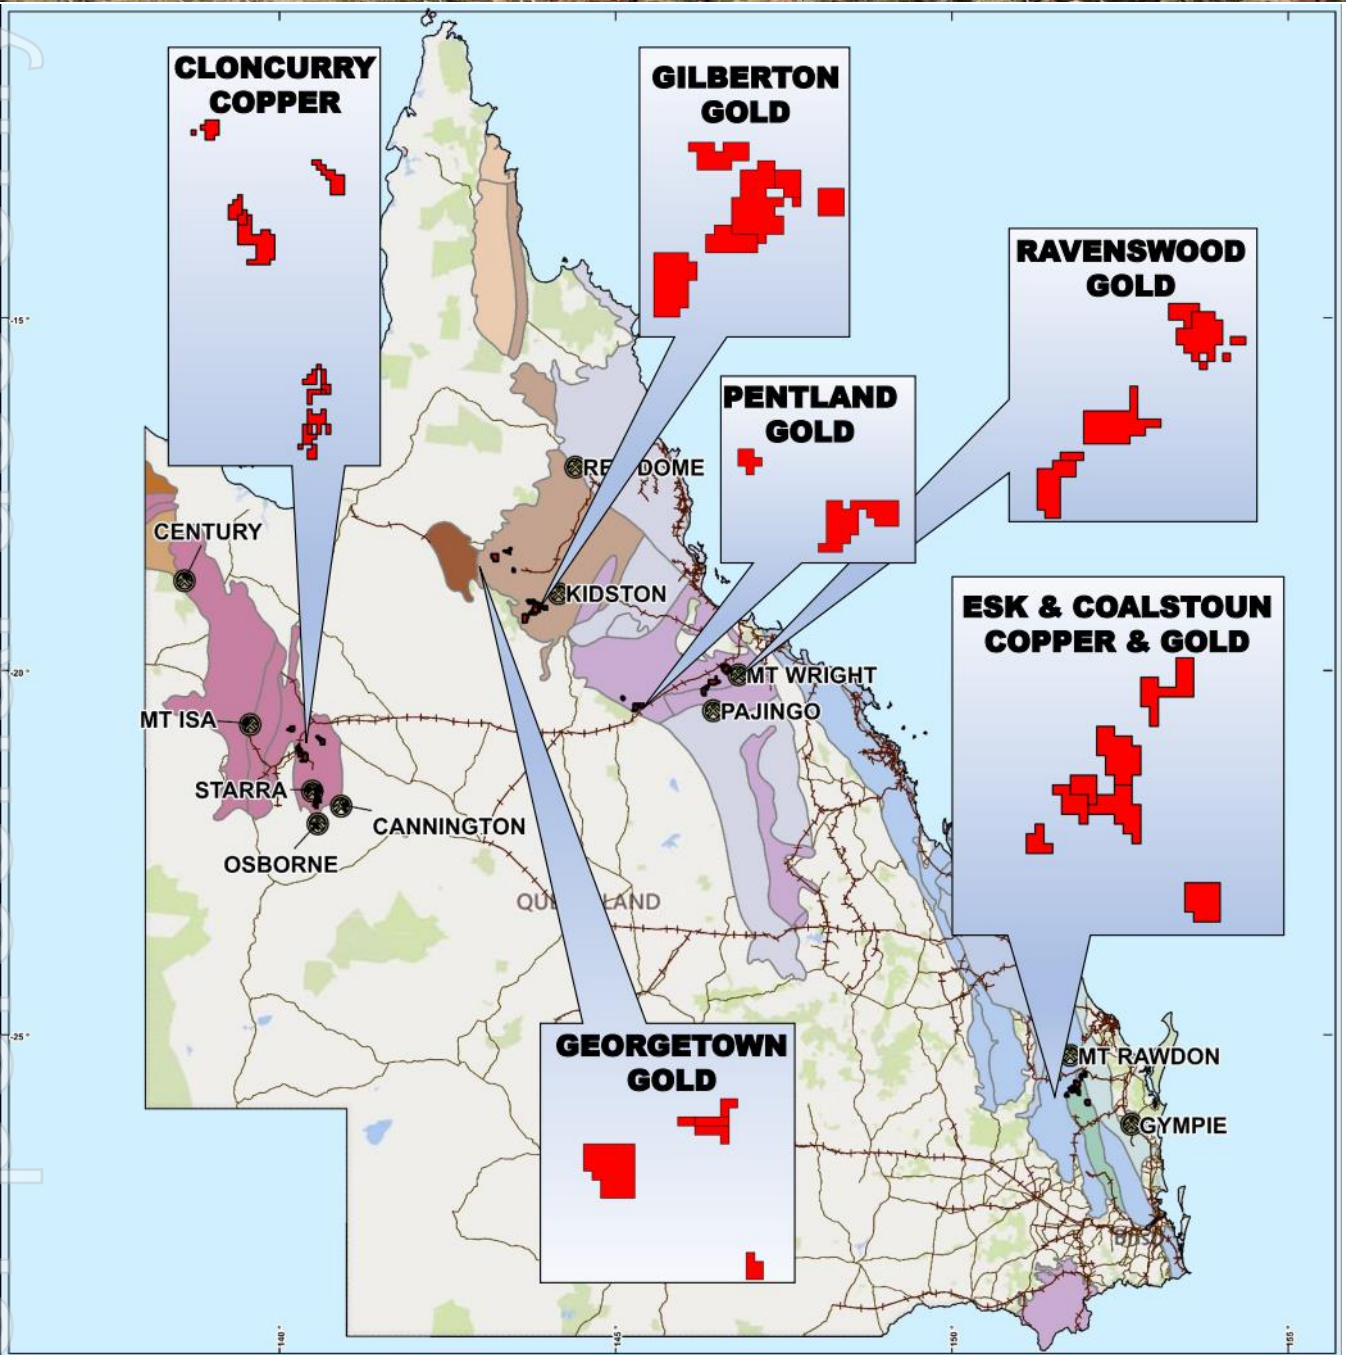 CLONCURRY
COPPER
GILBERTON
GOLD
RAVENSWOOD
GOLD
PENTLAND
GOLD
ESK & COALSTOUN
COPPER & GOLD
GEORGETOWN
GOLD
CENTURY
KIDSTON
MT WRIGHT
PAJINGO
MT ISA
STARRA
CANNINGTON
OSBORNE
MT RAWDON
GYMPIE
-15°
-20°
-25°
140°
145°
150°
155°